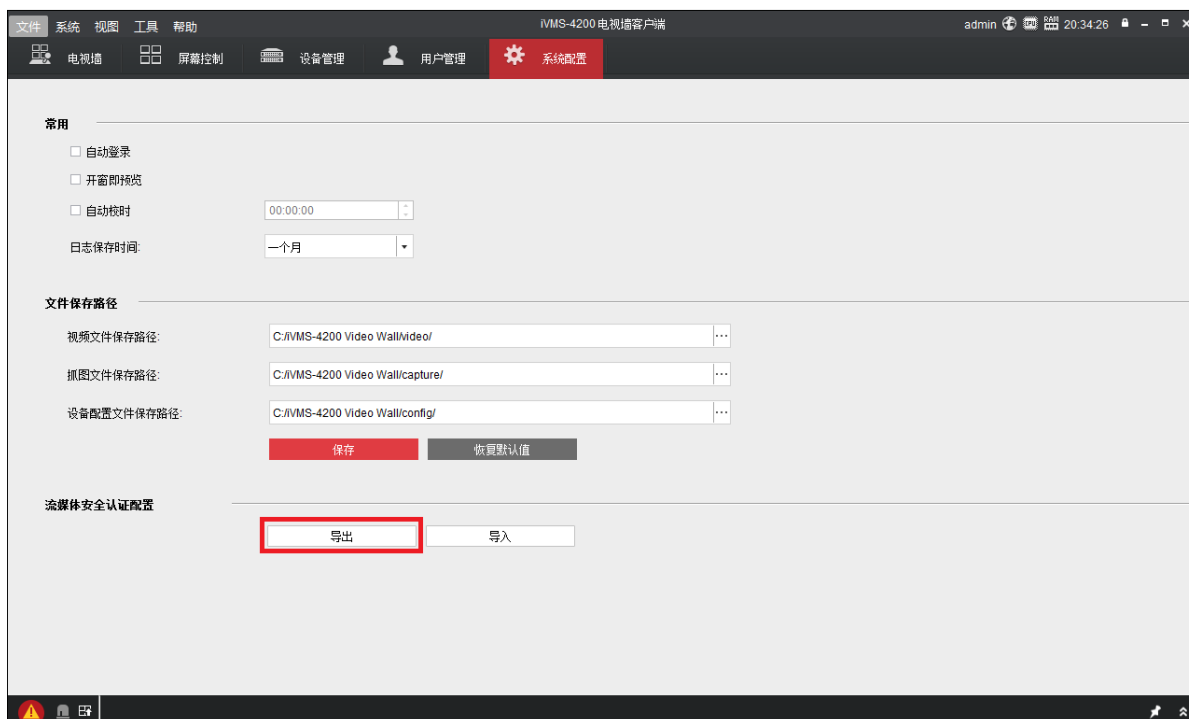 文件 系统 视图 工具 帮助 iVMS-4200电视墙客户端 admin CPU RAM 20:34:26
电视墙 屏幕控制 设备管理 用户管理 系统配置
常用
自动登录
开窗即预览
自动校时 00:00:00
日志保存时间: 一个月
文件保存路径
视频文件保存路径: C:/iVMS-4200 Video Wall/video/ ...
抓图文件保存路径: C:/iVMS-4200 Video Wall/capture/ ...
设备配置文件保存路径: C:/iVMS-4200 Video Wall/config/ ...
保存 恢复默认值
流媒体安全认证配置
导出 导入